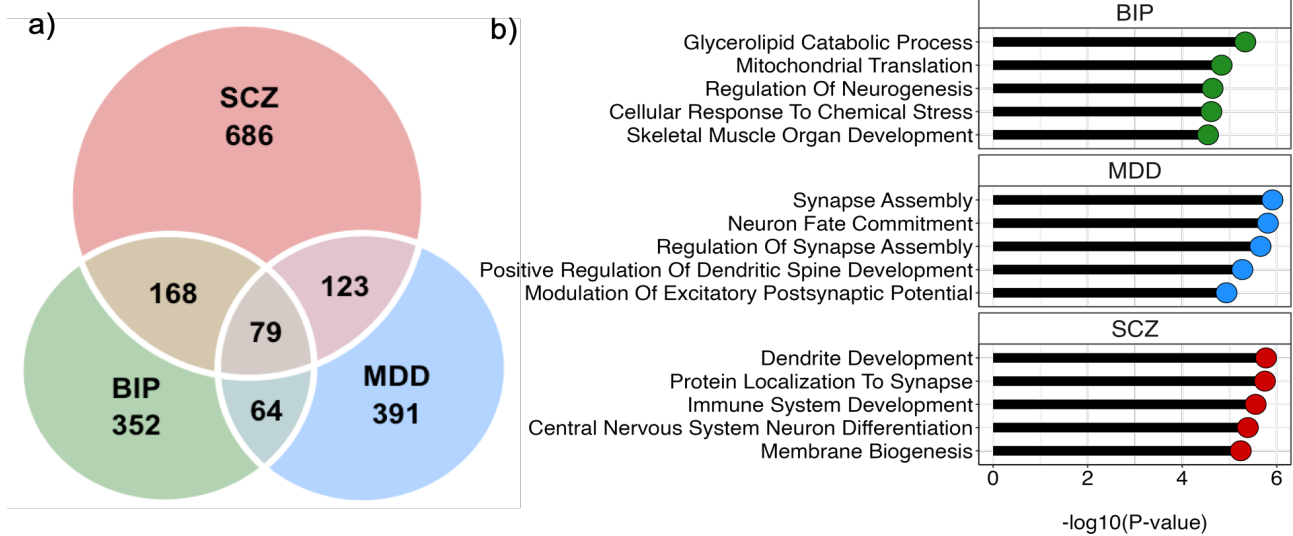 a)
SCZ
686
168
123
79
BIP
352
MDD
391
64
b)
BIP
Glycerolipid Catabolic Process
Mitochondrial Translation
Regulation Of Neurogenesis
Cellular Response To Chemical Stress
Skeletal Muscle Organ Development
MDD
Synapse Assembly
Neuron Fate Commitment
Regulation Of Synapse Assembly
Positive Regulation Of Dendritic Spine Development
Modulation Of Excitatory Postsynaptic Potential
SCZ
Dendrite Development
Protein Localization To Synapse
Immune System Development
Central Nervous System Neuron Differentiation
Membrane Biogenesis
0 2 4 6
-log10(P-value)